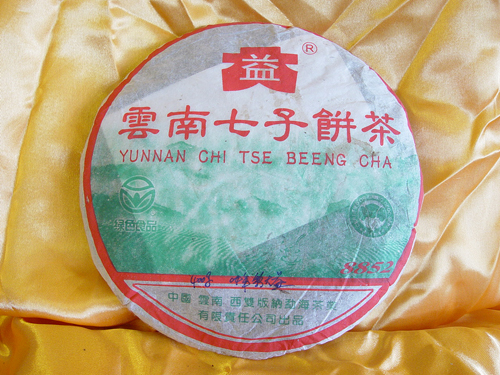 益 ®
雲南七子餅茶
YUNNAN CHI TSE BEENG CHA
绿色食品
8852
中國 雲南 西雙版納勐海茶業
有限責任公司出品